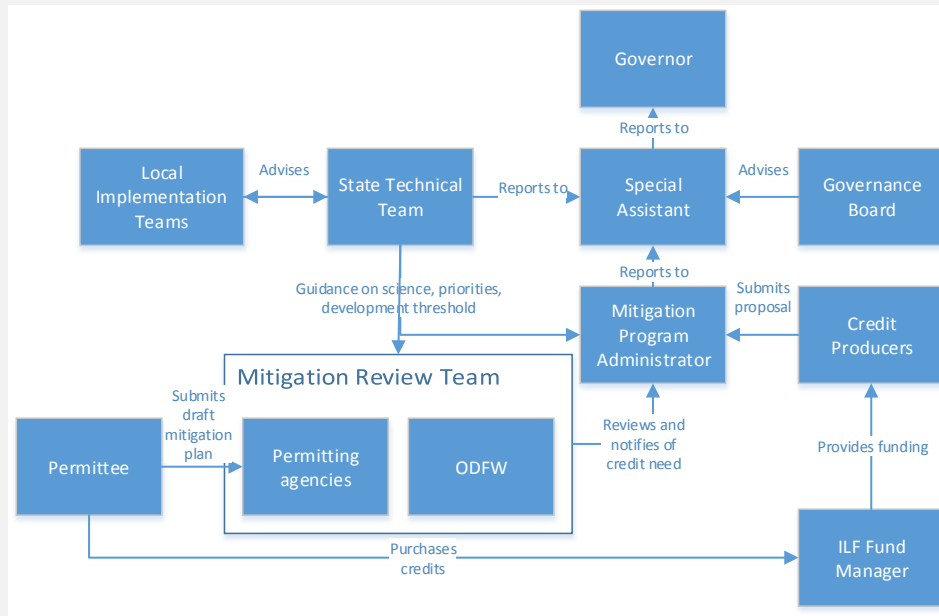 Governor
Reports to
Local
Implementation
Teams
Advises
State Technical
Team
Reports to
Special
Assistant
Advises
Governance
Board
Reports to
Guidance on science, priorities,
development threshold
Mitigation
Program
Administrator
Submits
proposal
Credit
Producers
Mitigation Review Team
Submits
draft
mitigation
plan
Permittee
Permitting
agencies
ODFW
Reviews and
notifies of
credit need
Provides funding
Purchases
credits
ILF Fund
Manager